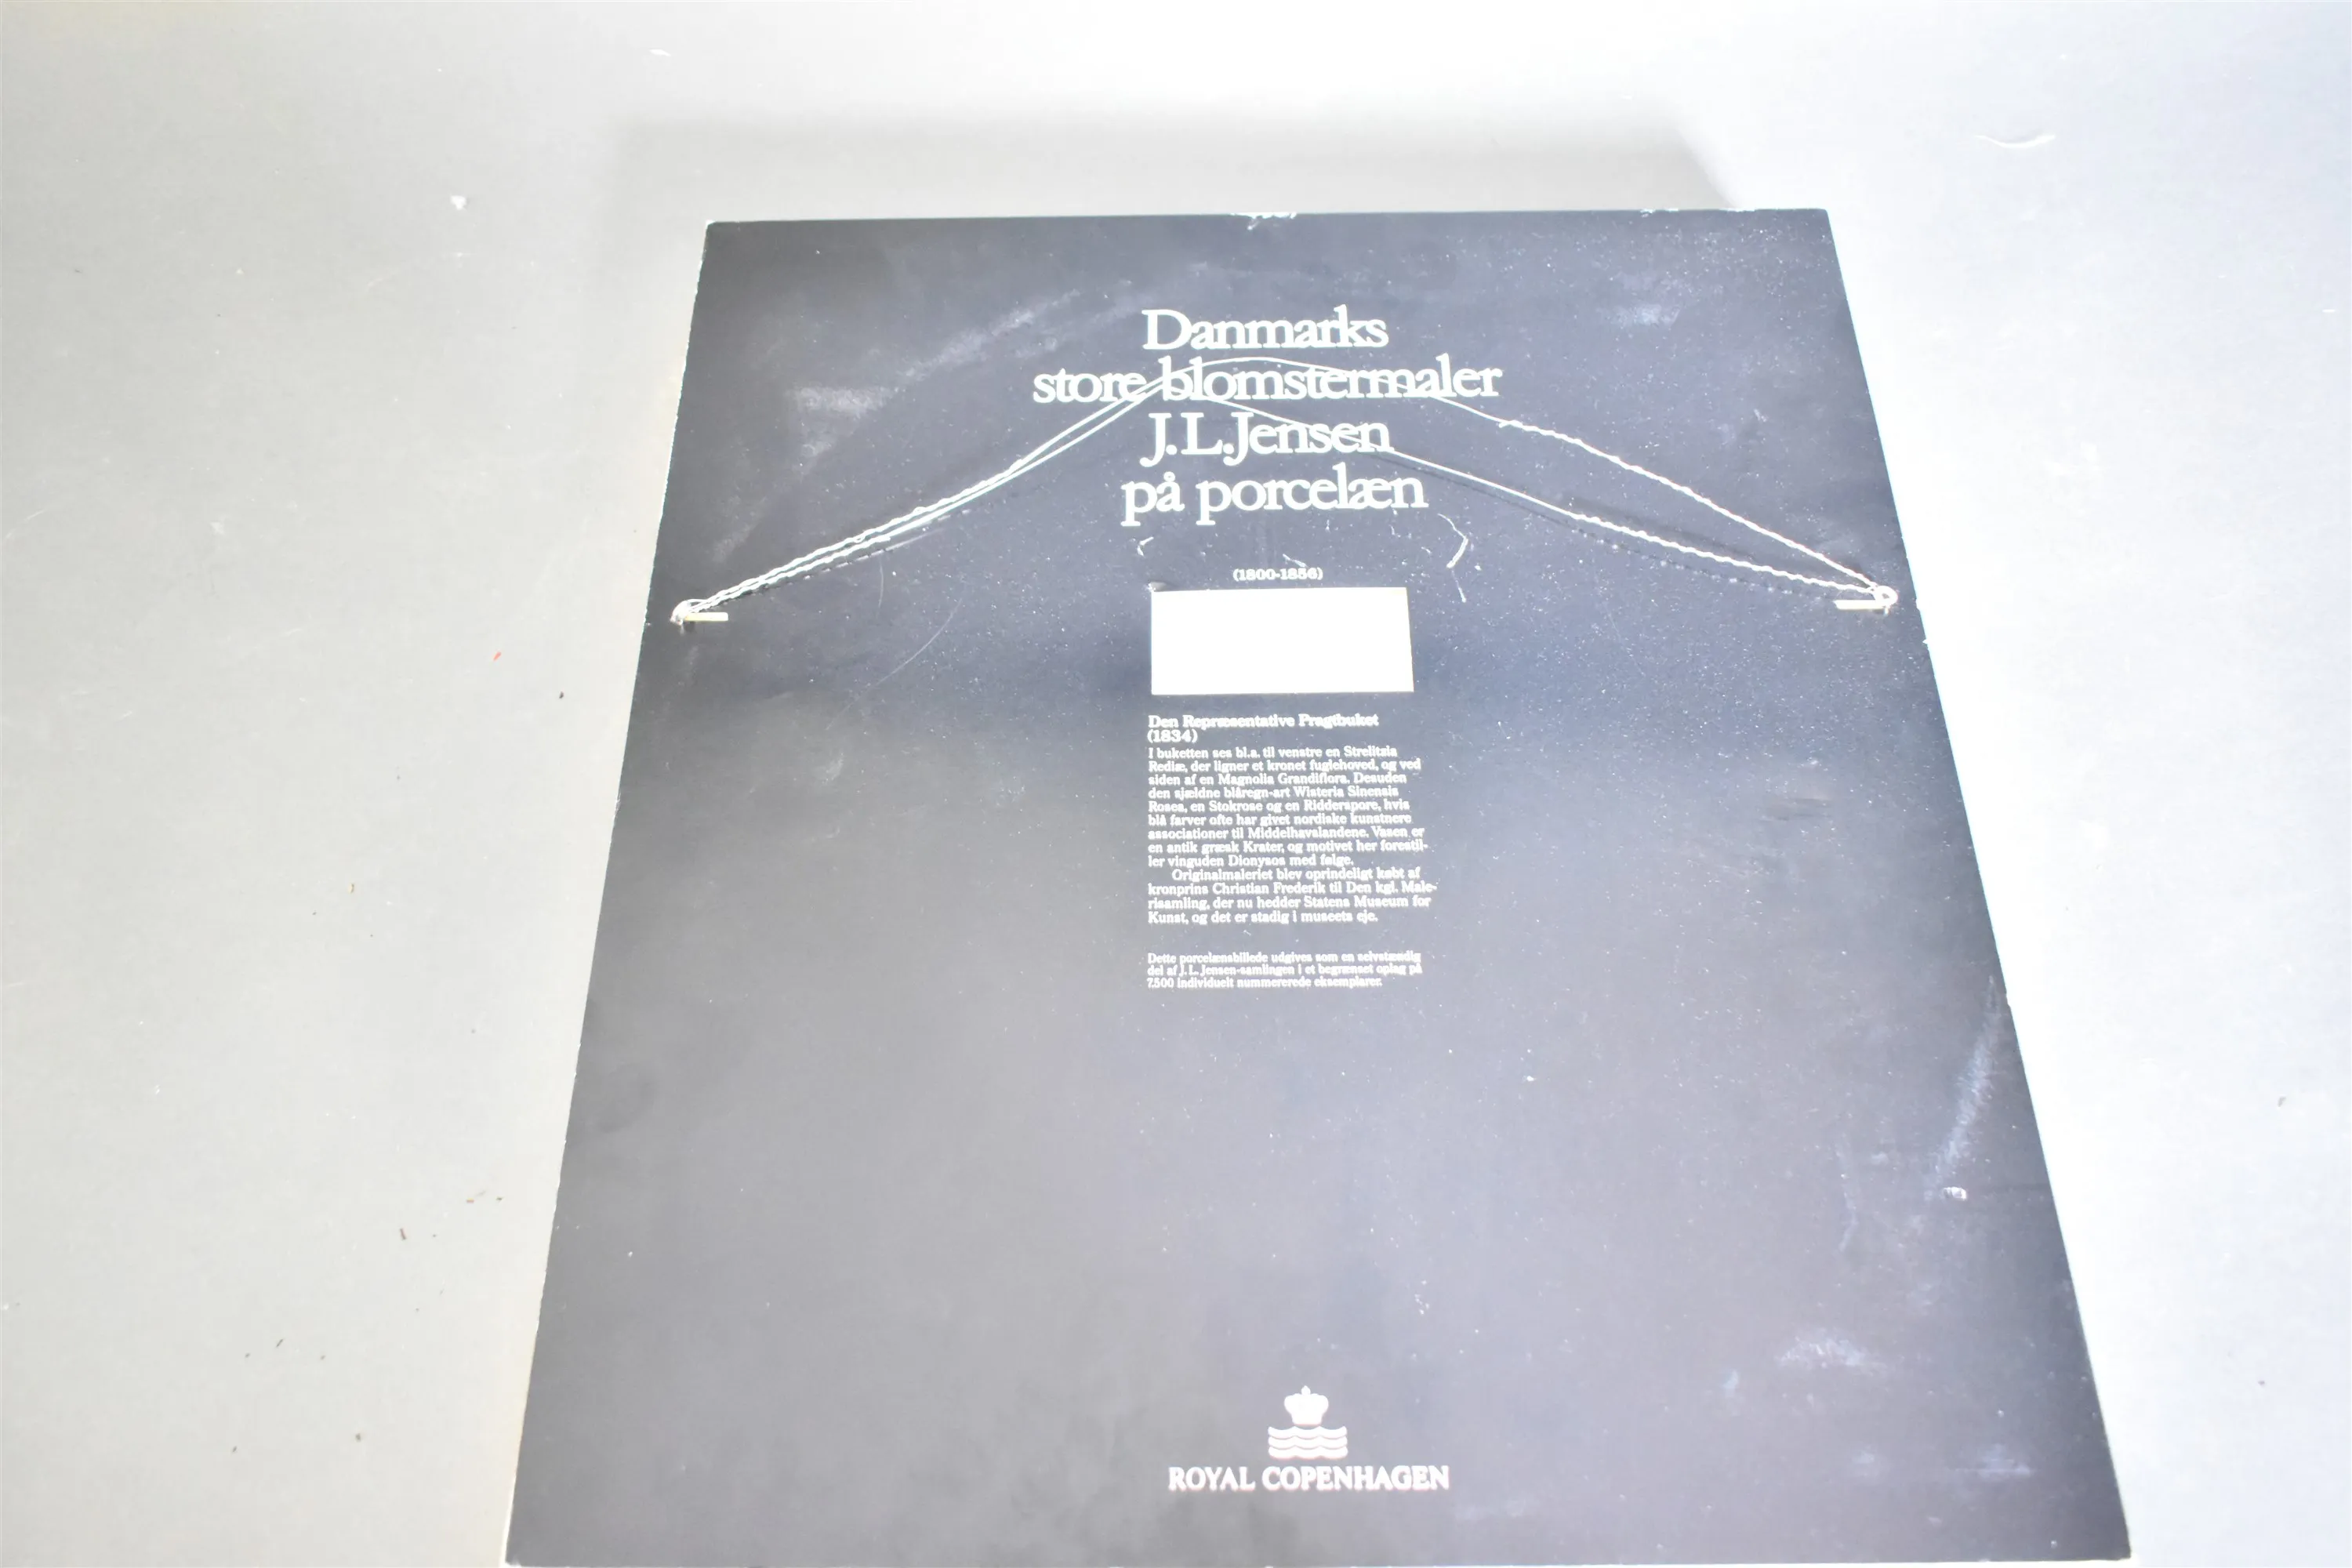 Danmarks
store blomstermaler
J.L.Jensen
på porcelæn
(1800-1856)
Den Repræsentative Pragtbuket
(1834)
I buketten ses bl.a. til venstre en Strelitzia
Rediæ, der ligner et kronet fuglehoved, og ved
siden af en Magnolia Grandiflora. Desuden
den sjældne blåregn-art Wisteria Sinensis
Rosea, en Stokrose og en Ridderspore, hvis
blå farver ofte har givet nordiske kunstnere
associationer til Middelhavslandene. Vasen er
en antik græsk Krater, og motivet her forestil-
ler vinguden Dionysos med følge.
Originalmaleriet blev oprindeligt købt af
kronprins Christian Frederik til Den kgl. Male-
risamling, der nu hedder Statens Museum for
Kunst, og det er stadig i museets eje.
Dette porcelænsbillede udgives som en selvstændig
del af J.L. Jensen-samlingen i et begrænset oplag på
7.500 individuelt nummererede eksemplarer.
ROYAL COPENHAGEN